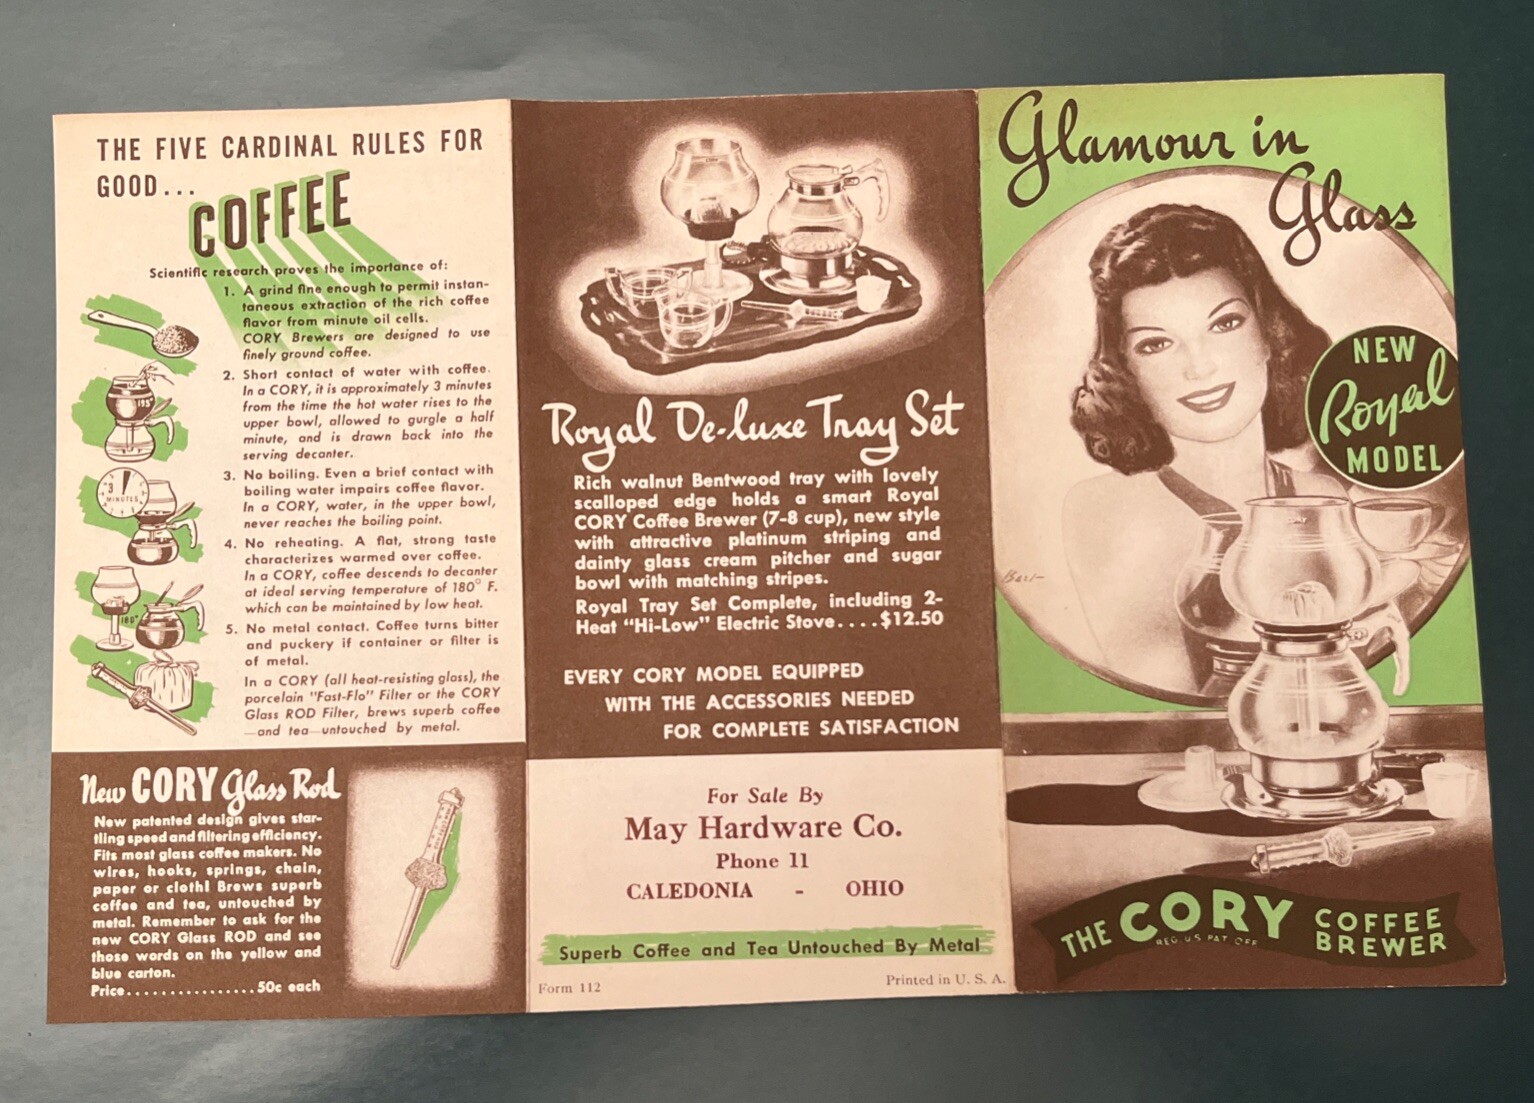 THE FIVE CARDINAL RULES FOR
GOOD...
COFFEE
Scientific research proves the importance of:
1. A grind fine enough to permit instan-
taneous extraction of the rich coffee
flavor from minute oil cells.
CORY Brewers are designed to use
finely ground coffee.
2. Short contact of water with coffee.
In a CORY, it is approximately 3 minutes
from the time the hot water rises to the
upper bowl, allowed to gurgle a half
minute, and is drawn back into the
serving decanter.
3. No boiling. Even a brief contact with
boiling water impairs coffee flavor.
In a CORY, water, in the upper bowl,
never reaches the boiling point.
4. No reheating. A flat, strong taste
characterizes warmed over coffee.
In a CORY, coffee descends to decanter
at ideal serving temperature of 180° F.
which can be maintained by low heat.
5. No metal contact. Coffee turns bitter
and puckery if container or filter is
of metal.
In a CORY (all heat-resisting glass), the
porcelain "Fast-Flo" Filter or the CORY
Glass ROD Filter, brews superb coffee
—and tea—untouched by metal.
195°
3
MINUTES
180°
New CORY Glass Rod
New patented design gives star-
tling speed and filtering efficiency.
Fits most glass coffee makers. No
wires, hooks, springs, chain,
paper or cloth! Brews superb
coffee and tea, untouched by
metal. Remember to ask for the
new CORY Glass ROD and see
those words on the yellow and
blue carton.
Price................50c each
Royal De-luxe Tray Set
Rich walnut Bentwood tray with lovely
scalloped edge holds a smart Royal
CORY Coffee Brewer (7-8 cup), new style
with attractive platinum striping and
dainty glass cream pitcher and sugar
bowl with matching stripes.
Royal Tray Set Complete, including 2-
Heat "Hi-Low" Electric Stove....$12.50
EVERY CORY MODEL EQUIPPED
WITH THE ACCESSORIES NEEDED
FOR COMPLETE SATISFACTION
For Sale By
May Hardware Co.
Phone 11
CALEDONIA - OHIO
Superb Coffee and Tea Untouched By Metal
Form 112
Printed in U. S. A.
Glamour in
Glass
NEW
Royal
MODEL
CORY
THE CORY COFFEE
BREWER
REG. U.S. PAT. OFF.